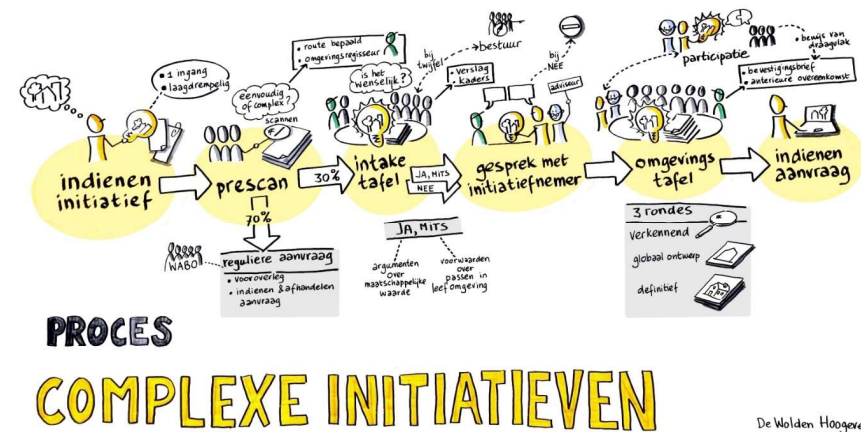 • 1 ingang
• laagdrempelig
indienen
initiatief
eenvoudig
of complex?
scannen
• route bepaald
• omgevingsregisseur
prescan
30%
70%
WABO
reguliere aanvraag
• vooroverleg
• indienen & afhandelen
aanvraag
is het
wenselijk?
bij
twijfel
bestuur
• verslag
• kaders
intake
tafel
JA, MITS
NEE
JA, MITS
argumenten
over
maatschappelijke
waarde
voorwaarden
over
passen in
leefomgeving
bij
NEE
adviseur
gesprek met
initiatiefnemer
participatie
• bewijs van
draagvlak
• bevestigingsbrief
• anterieure overeenkomst
omgevings
tafel
3 rondes
verkennend
globaal ontwerp
definitief
indienen
aanvraag
PROCES
COMPLEXE INITIATIEVEN
De Wolden